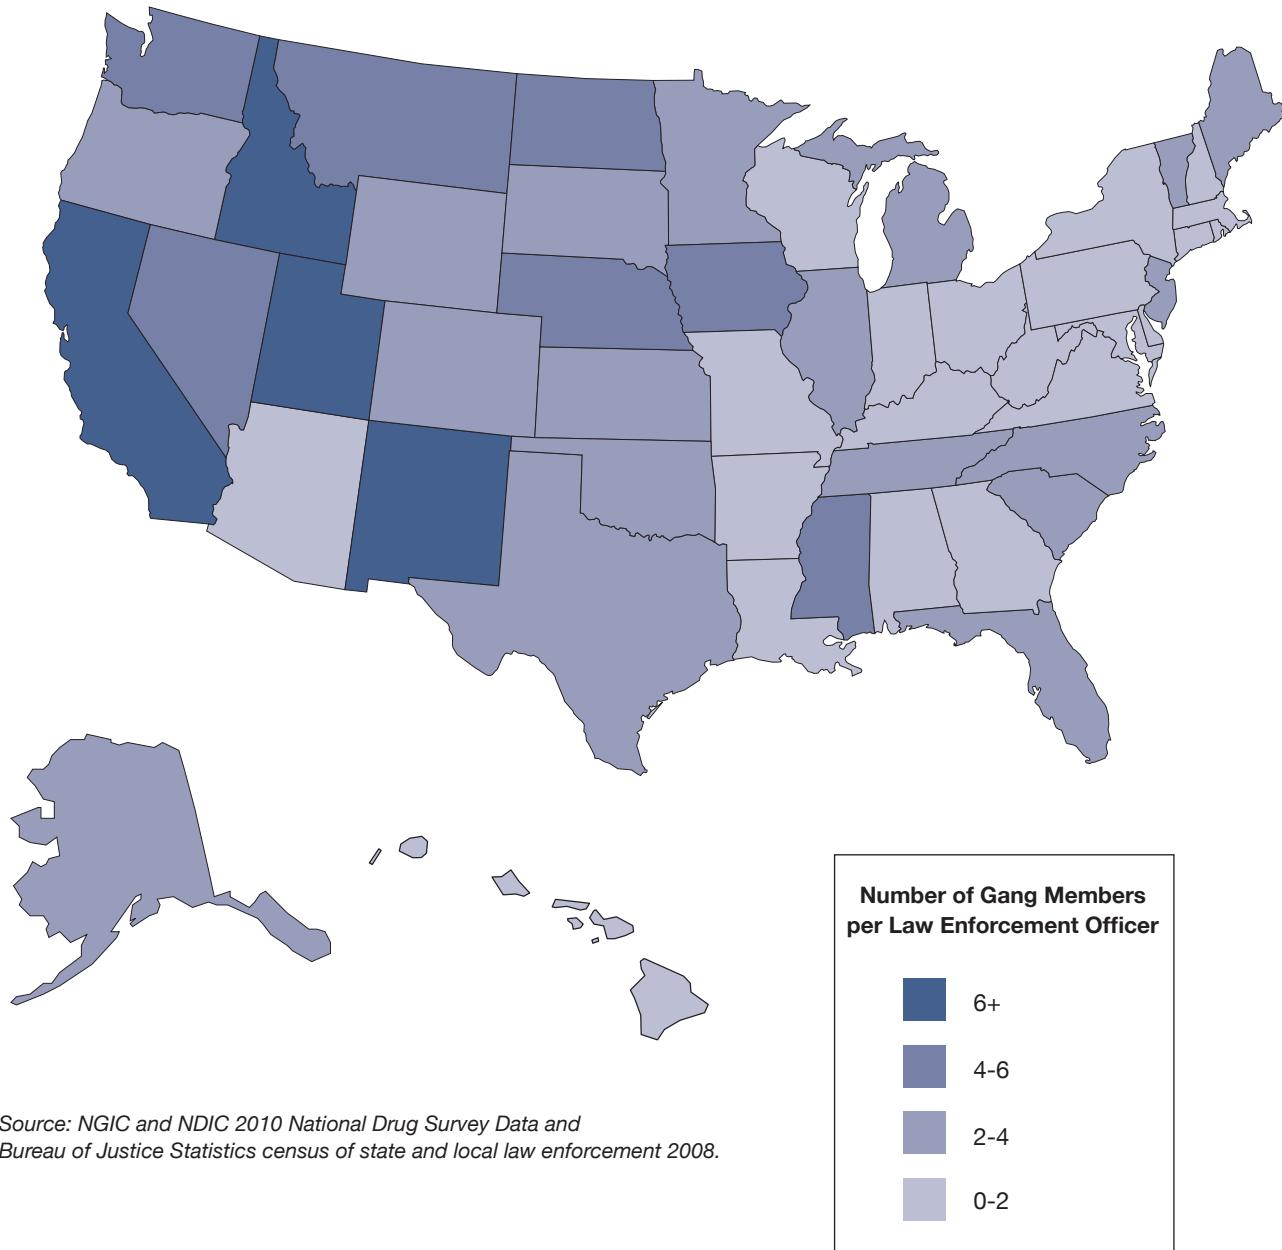 Number of Gang Members
per Law Enforcement Officer
6+
4-6
2-4
0-2
Source: NGIC and NDIC 2010 National Drug Survey Data and
Bureau of Justice Statistics census of state and local law enforcement 2008.